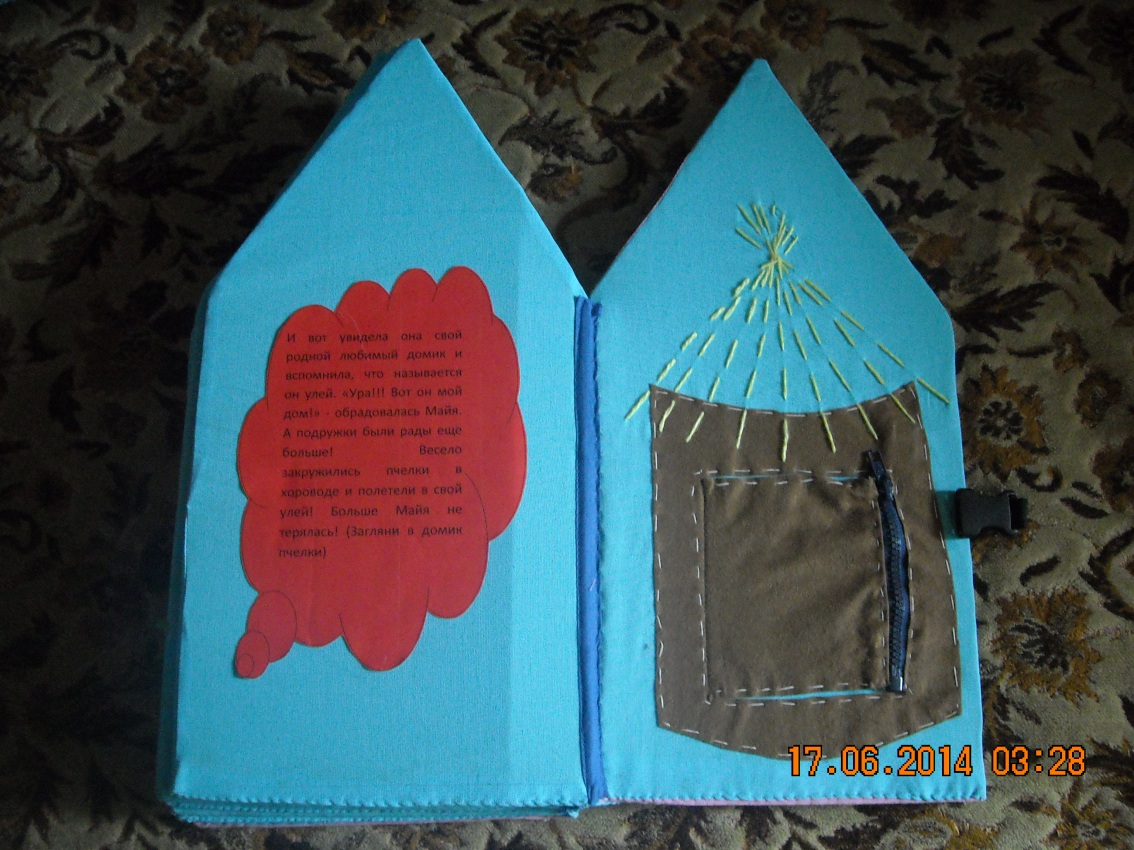 И вот увидела она свой
родной любимый домик и
вспомнила, что называется
он улей. «Ура!!! Вот он мой
дом!» - обрадовалась Майя.
А подружки были рады еще
больше! Весело
закружились пчелки в
хороводе и полетели в свой
улей! Больше Майя не
терялась! (Загляни в домик
пчелки)
17.06.2014 03:28